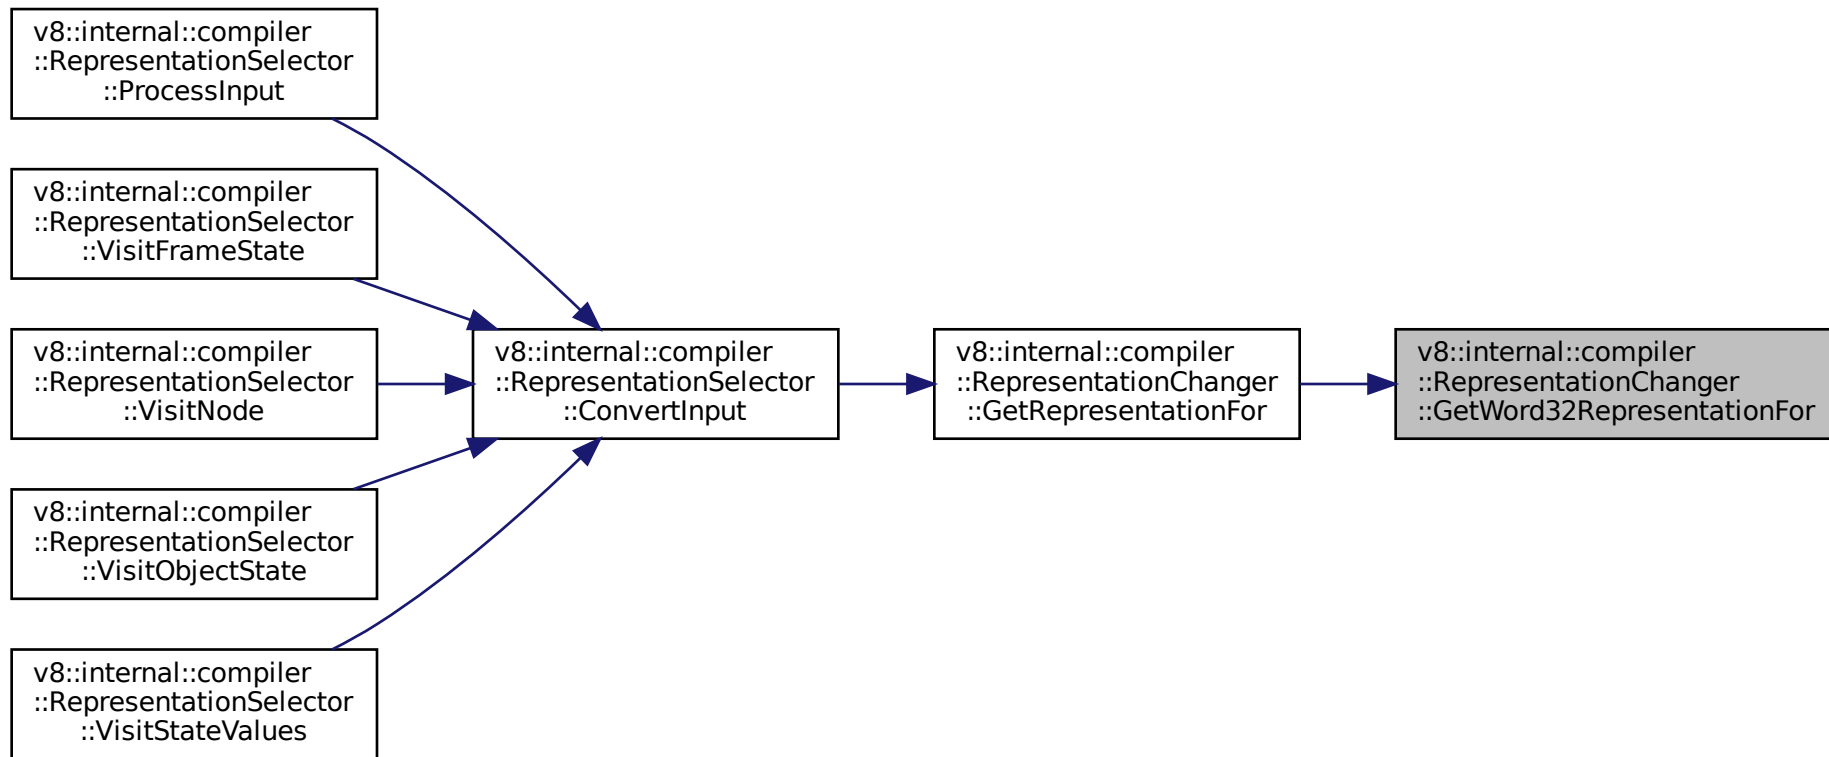 v8::internal::compiler
::RepresentationSelector
::ProcessInput
v8::internal::compiler
::RepresentationSelector
::VisitFrameState
v8::internal::compiler
::RepresentationSelector
::VisitNode
v8::internal::compiler
::RepresentationSelector
::VisitObjectState
v8::internal::compiler
::RepresentationSelector
::VisitStateValues
v8::internal::compiler
::RepresentationSelector
::ConvertInput
v8::internal::compiler
::RepresentationChanger
::GetRepresentationFor
v8::internal::compiler
::RepresentationChanger
::GetWord32RepresentationFor